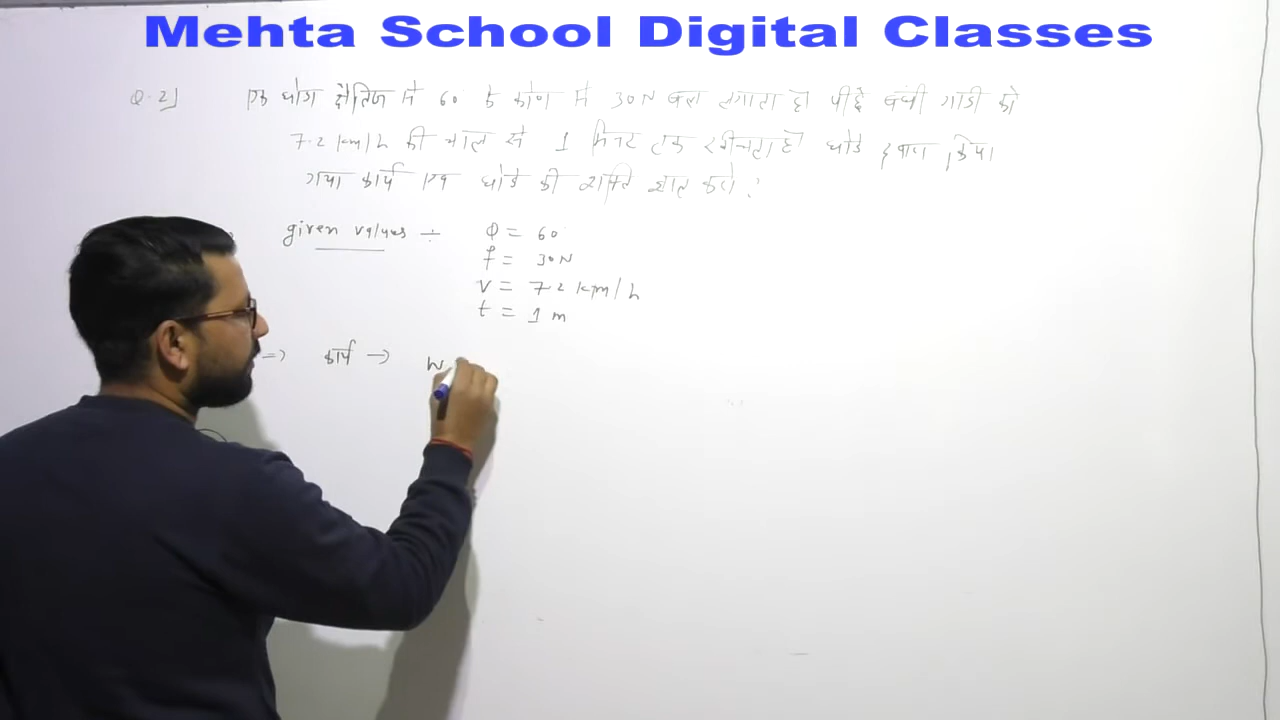 Mehta School Digital Classes
Q.2] एक घोडा क्षैतिज से 60° के कोण से 30N बल लगाता हो पीछे बंधी गाडी को
7.2 km/h की चाल से 1 मिनट तक खींचता हो घोडे द्वारा किया
गया कार्य एव घोडे की शक्ति ज्ञात करो ?
given values ÷ Φ = 60°
f = 30N
v = 7.2 km/h
t = 1 m
=> कार्य → W